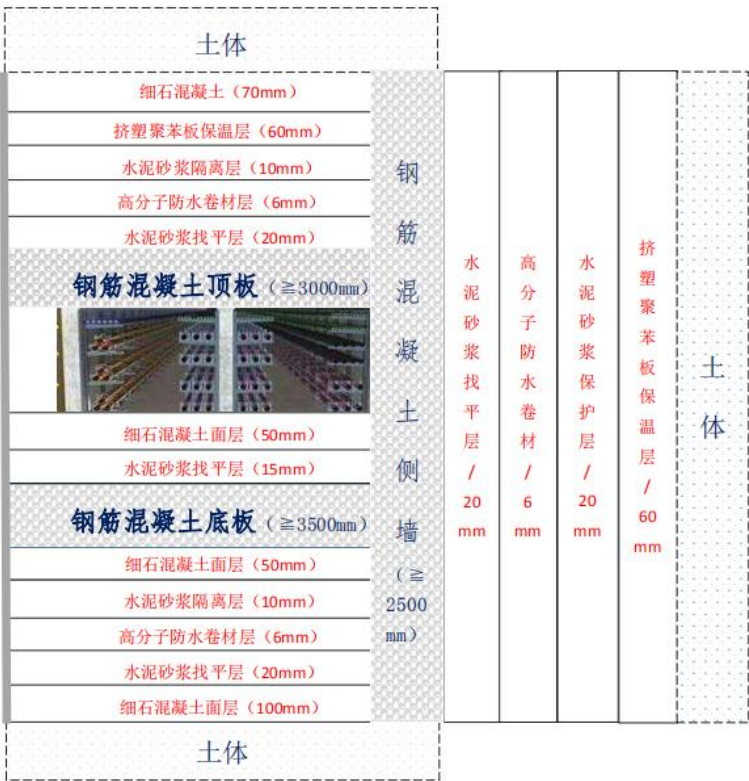 土体
细石混凝土（70mm）
挤塑聚苯板保温层（60mm）
水泥砂浆隔离层（10mm）
高分子防水卷材层（6mm）
水泥砂浆找平层（20mm）
钢筋混凝土顶板（≧3000mm）
细石混凝土面层（50mm）
水泥砂浆找平层（15mm）
钢筋混凝土底板（≧3500mm）
细石混凝土面层（50mm）
水泥砂浆隔离层（10mm）
高分子防水卷材层（6mm）
水泥砂浆找平层（20mm）
细石混凝土面层（100mm）
土体
钢筋混凝土侧墙（≧2500mm）
水泥砂浆找平层/20mm
高分子防水卷材/6mm
水泥砂浆保护层/20mm
挤塑聚苯板保温层/60mm
土体